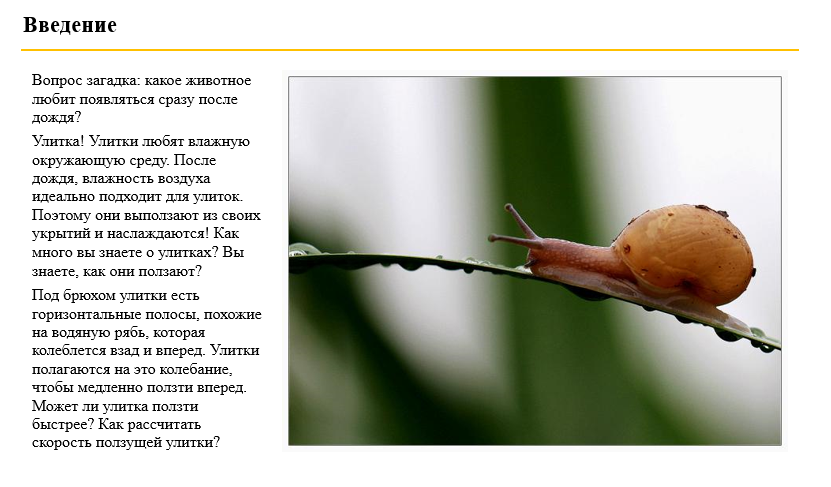 Введение
Вопрос загадка: какое животное
любит появляться сразу после
дождя?
Улитка! Улитки любят влажную
окружающую среду. После
дождя, влажность воздуха
идеально подходит для улиток.
Поэтому они выползают из своих
укрытий и наслаждаются! Как
много вы знаете о улитках? Вы
знаете, как они ползают?
Под брюхом улитки есть
горизонтальные полосы, похожие
на водяную рябь, которая
колеблется взад и вперед. Улитки
полагаются на это колебание,
чтобы медленно ползти вперед.
Может ли улитка ползти
быстрее? Как рассчитать
скорость ползущей улитки?